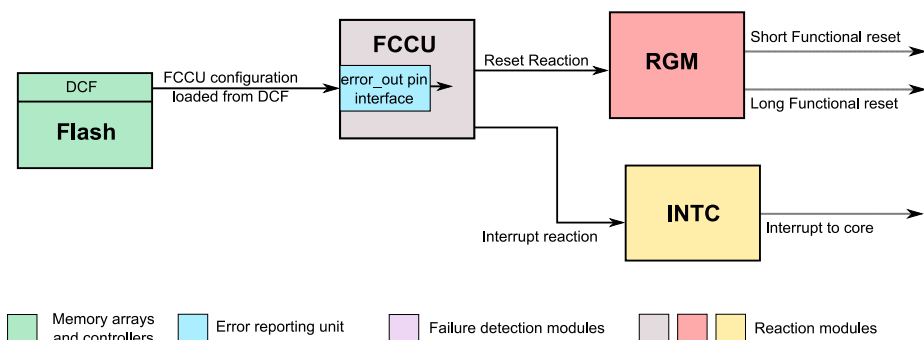 DCF
Flash
FCCU configuration
loaded from DCF
FCCU
error_out pin
interface
Reset Reaction
RGM
Short Functional reset
Long Functional reset
Interrupt reaction
INTC
Interrupt to core
Memory arrays
and controllers
Error reporting unit
Failure detection modules
Reaction modules